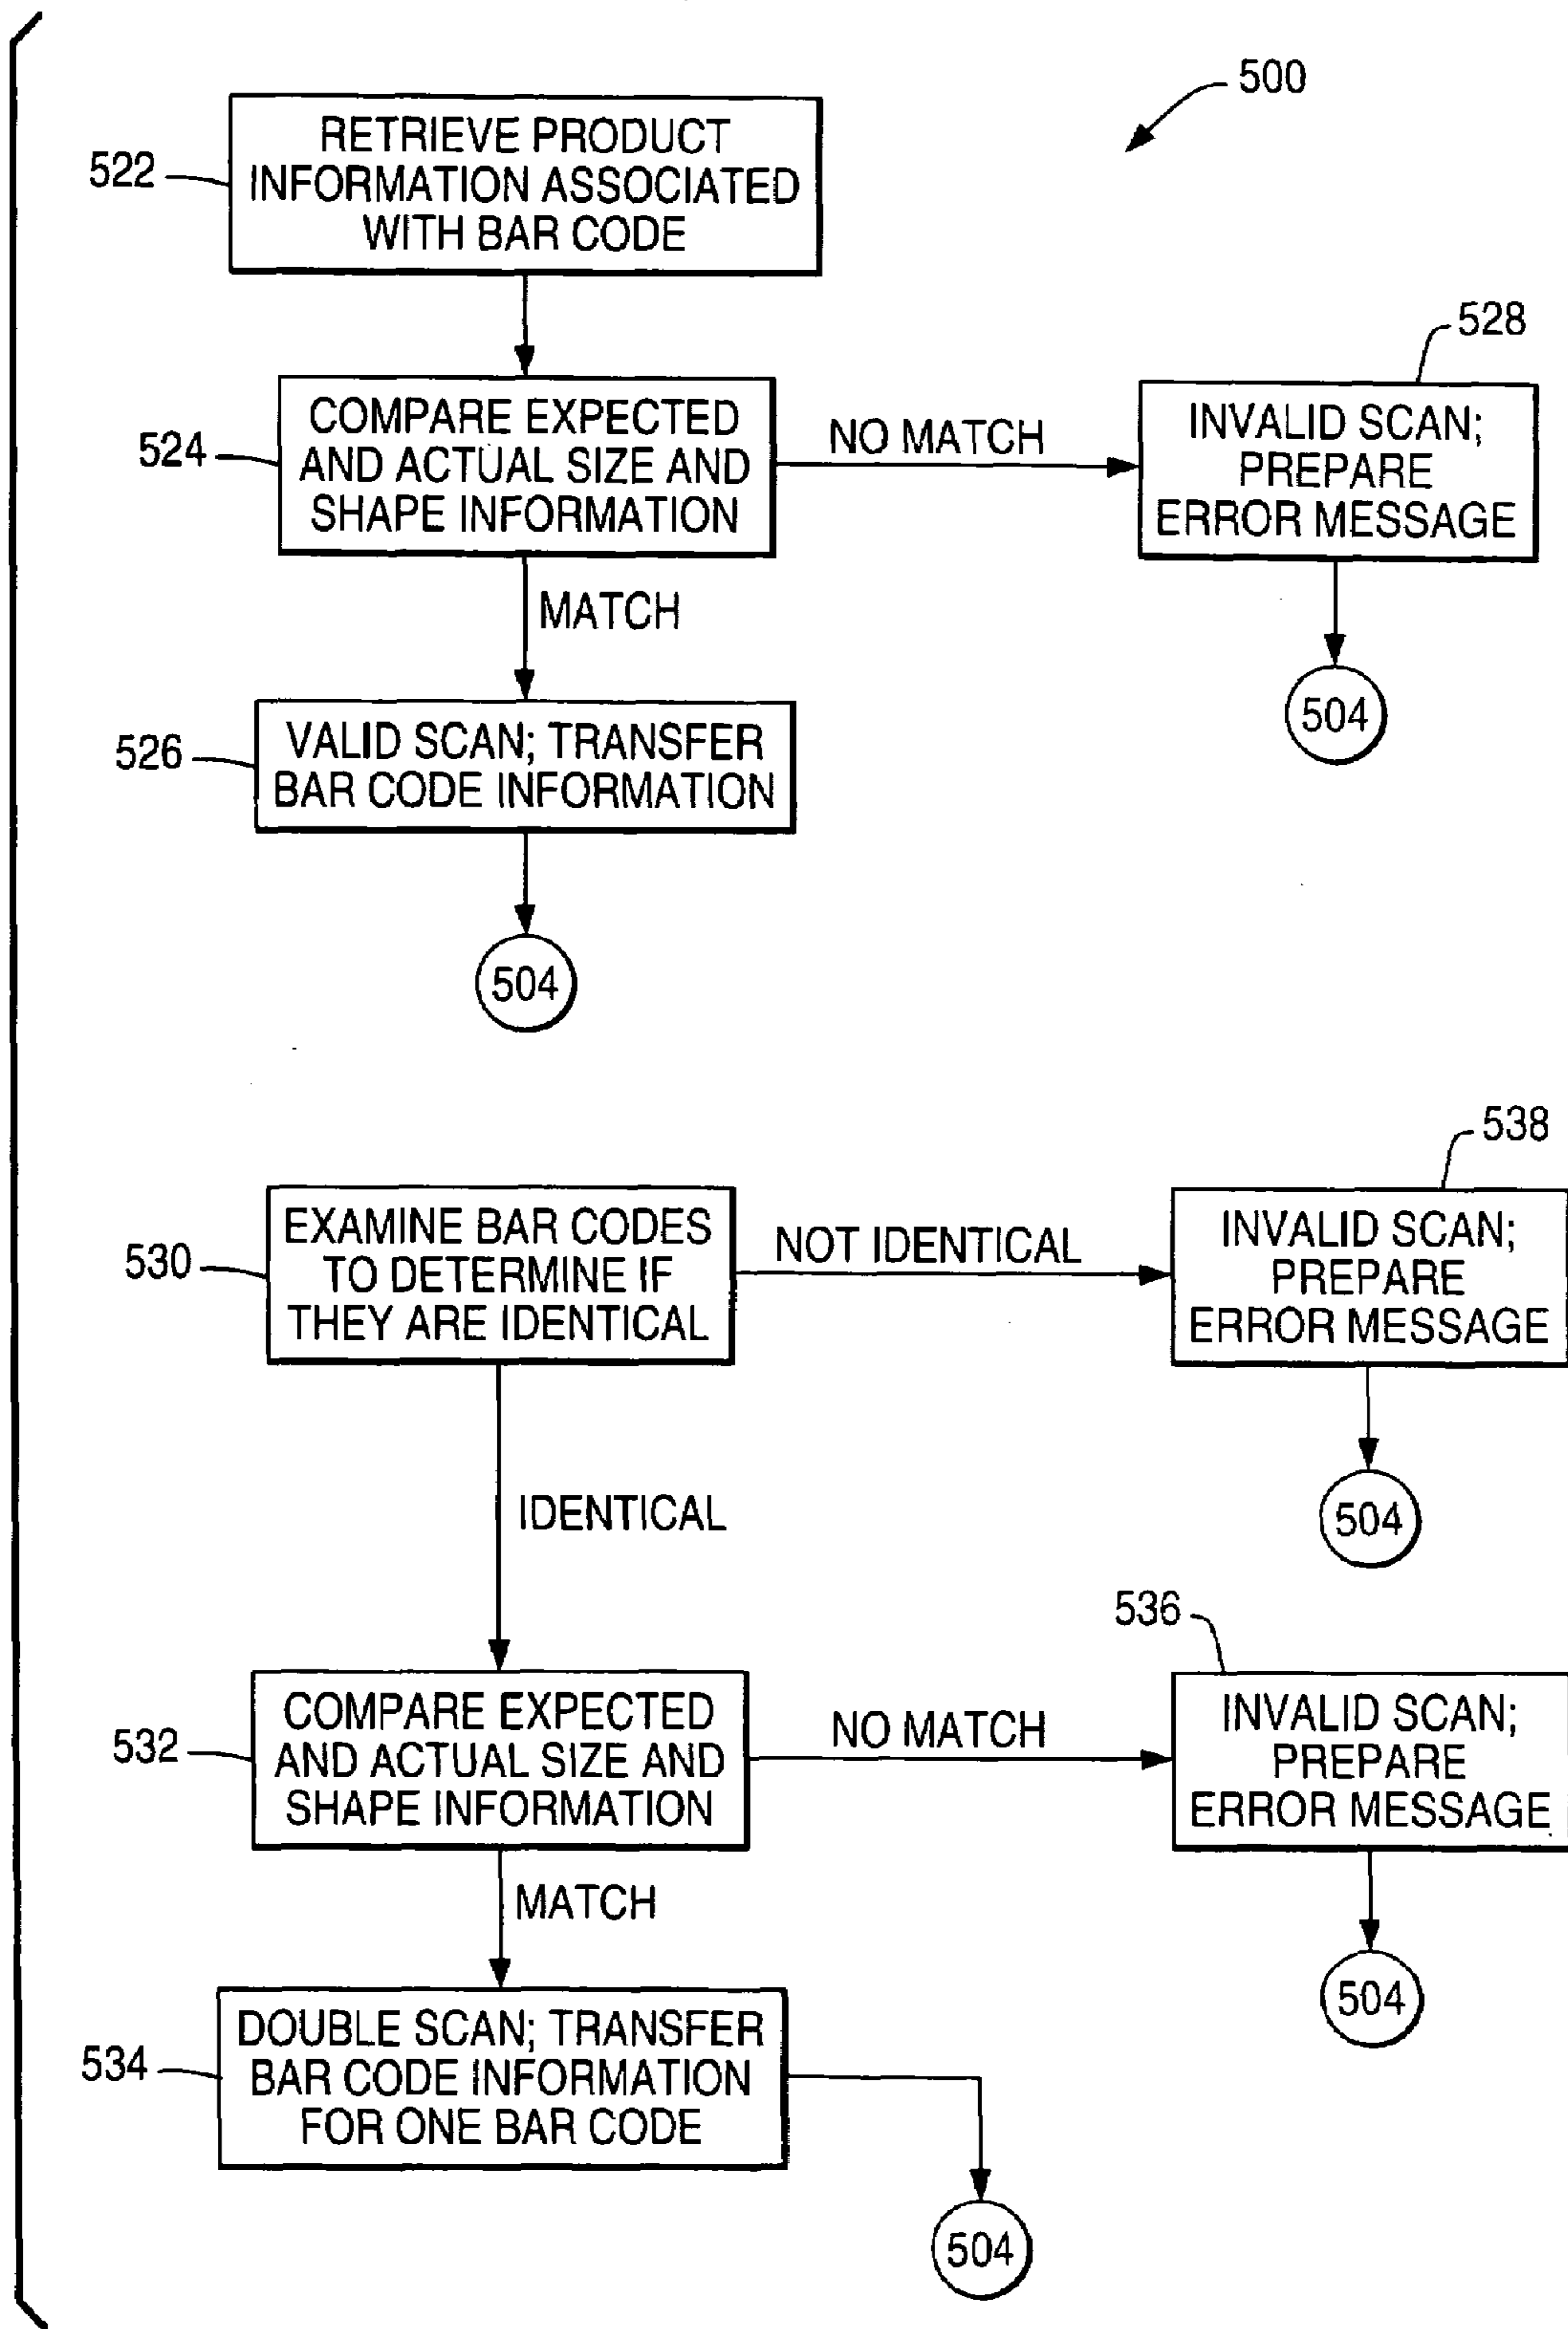 500
522
RETRIEVE PRODUCT
INFORMATION ASSOCIATED
WITH BAR CODE
528
524
COMPARE EXPECTED
AND ACTUAL SIZE AND
SHAPE INFORMATION
NO MATCH
INVALID SCAN;
PREPARE
ERROR MESSAGE
MATCH
504
526
VALID SCAN; TRANSFER
BAR CODE INFORMATION
504
538
530
EXAMINE BAR CODES
TO DETERMINE IF
THEY ARE IDENTICAL
NOT IDENTICAL
INVALID SCAN;
PREPARE
ERROR MESSAGE
IDENTICAL
504
536
532
COMPARE EXPECTED
AND ACTUAL SIZE AND
SHAPE INFORMATION
NO MATCH
INVALID SCAN;
PREPARE
ERROR MESSAGE
MATCH
504
534
DOUBLE SCAN; TRANSFER
BAR CODE INFORMATION
FOR ONE BAR CODE
504